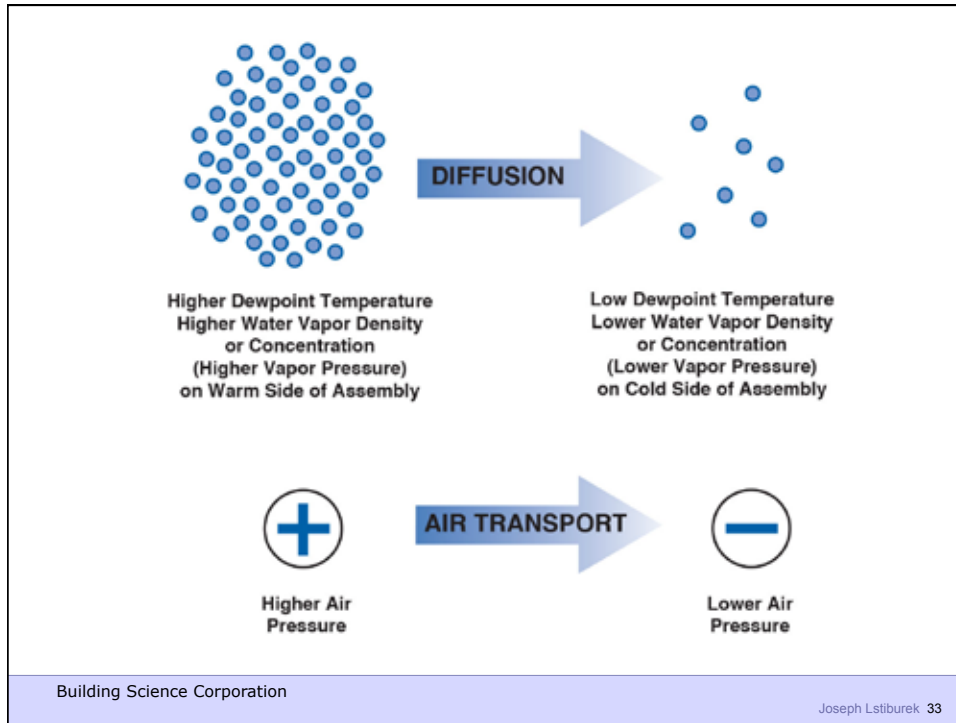 DIFFUSION
Higher Dewpoint Temperature
Higher Water Vapor Density
or Concentration
(Higher Vapor Pressure)
on Warm Side of Assembly
Low Dewpoint Temperature
Lower Water Vapor Density
or Concentration
(Lower Vapor Pressure)
on Cold Side of Assembly
AIR TRANSPORT
Higher Air
Pressure
Lower Air
Pressure
Building Science Corporation
Joseph Lstiburek 33